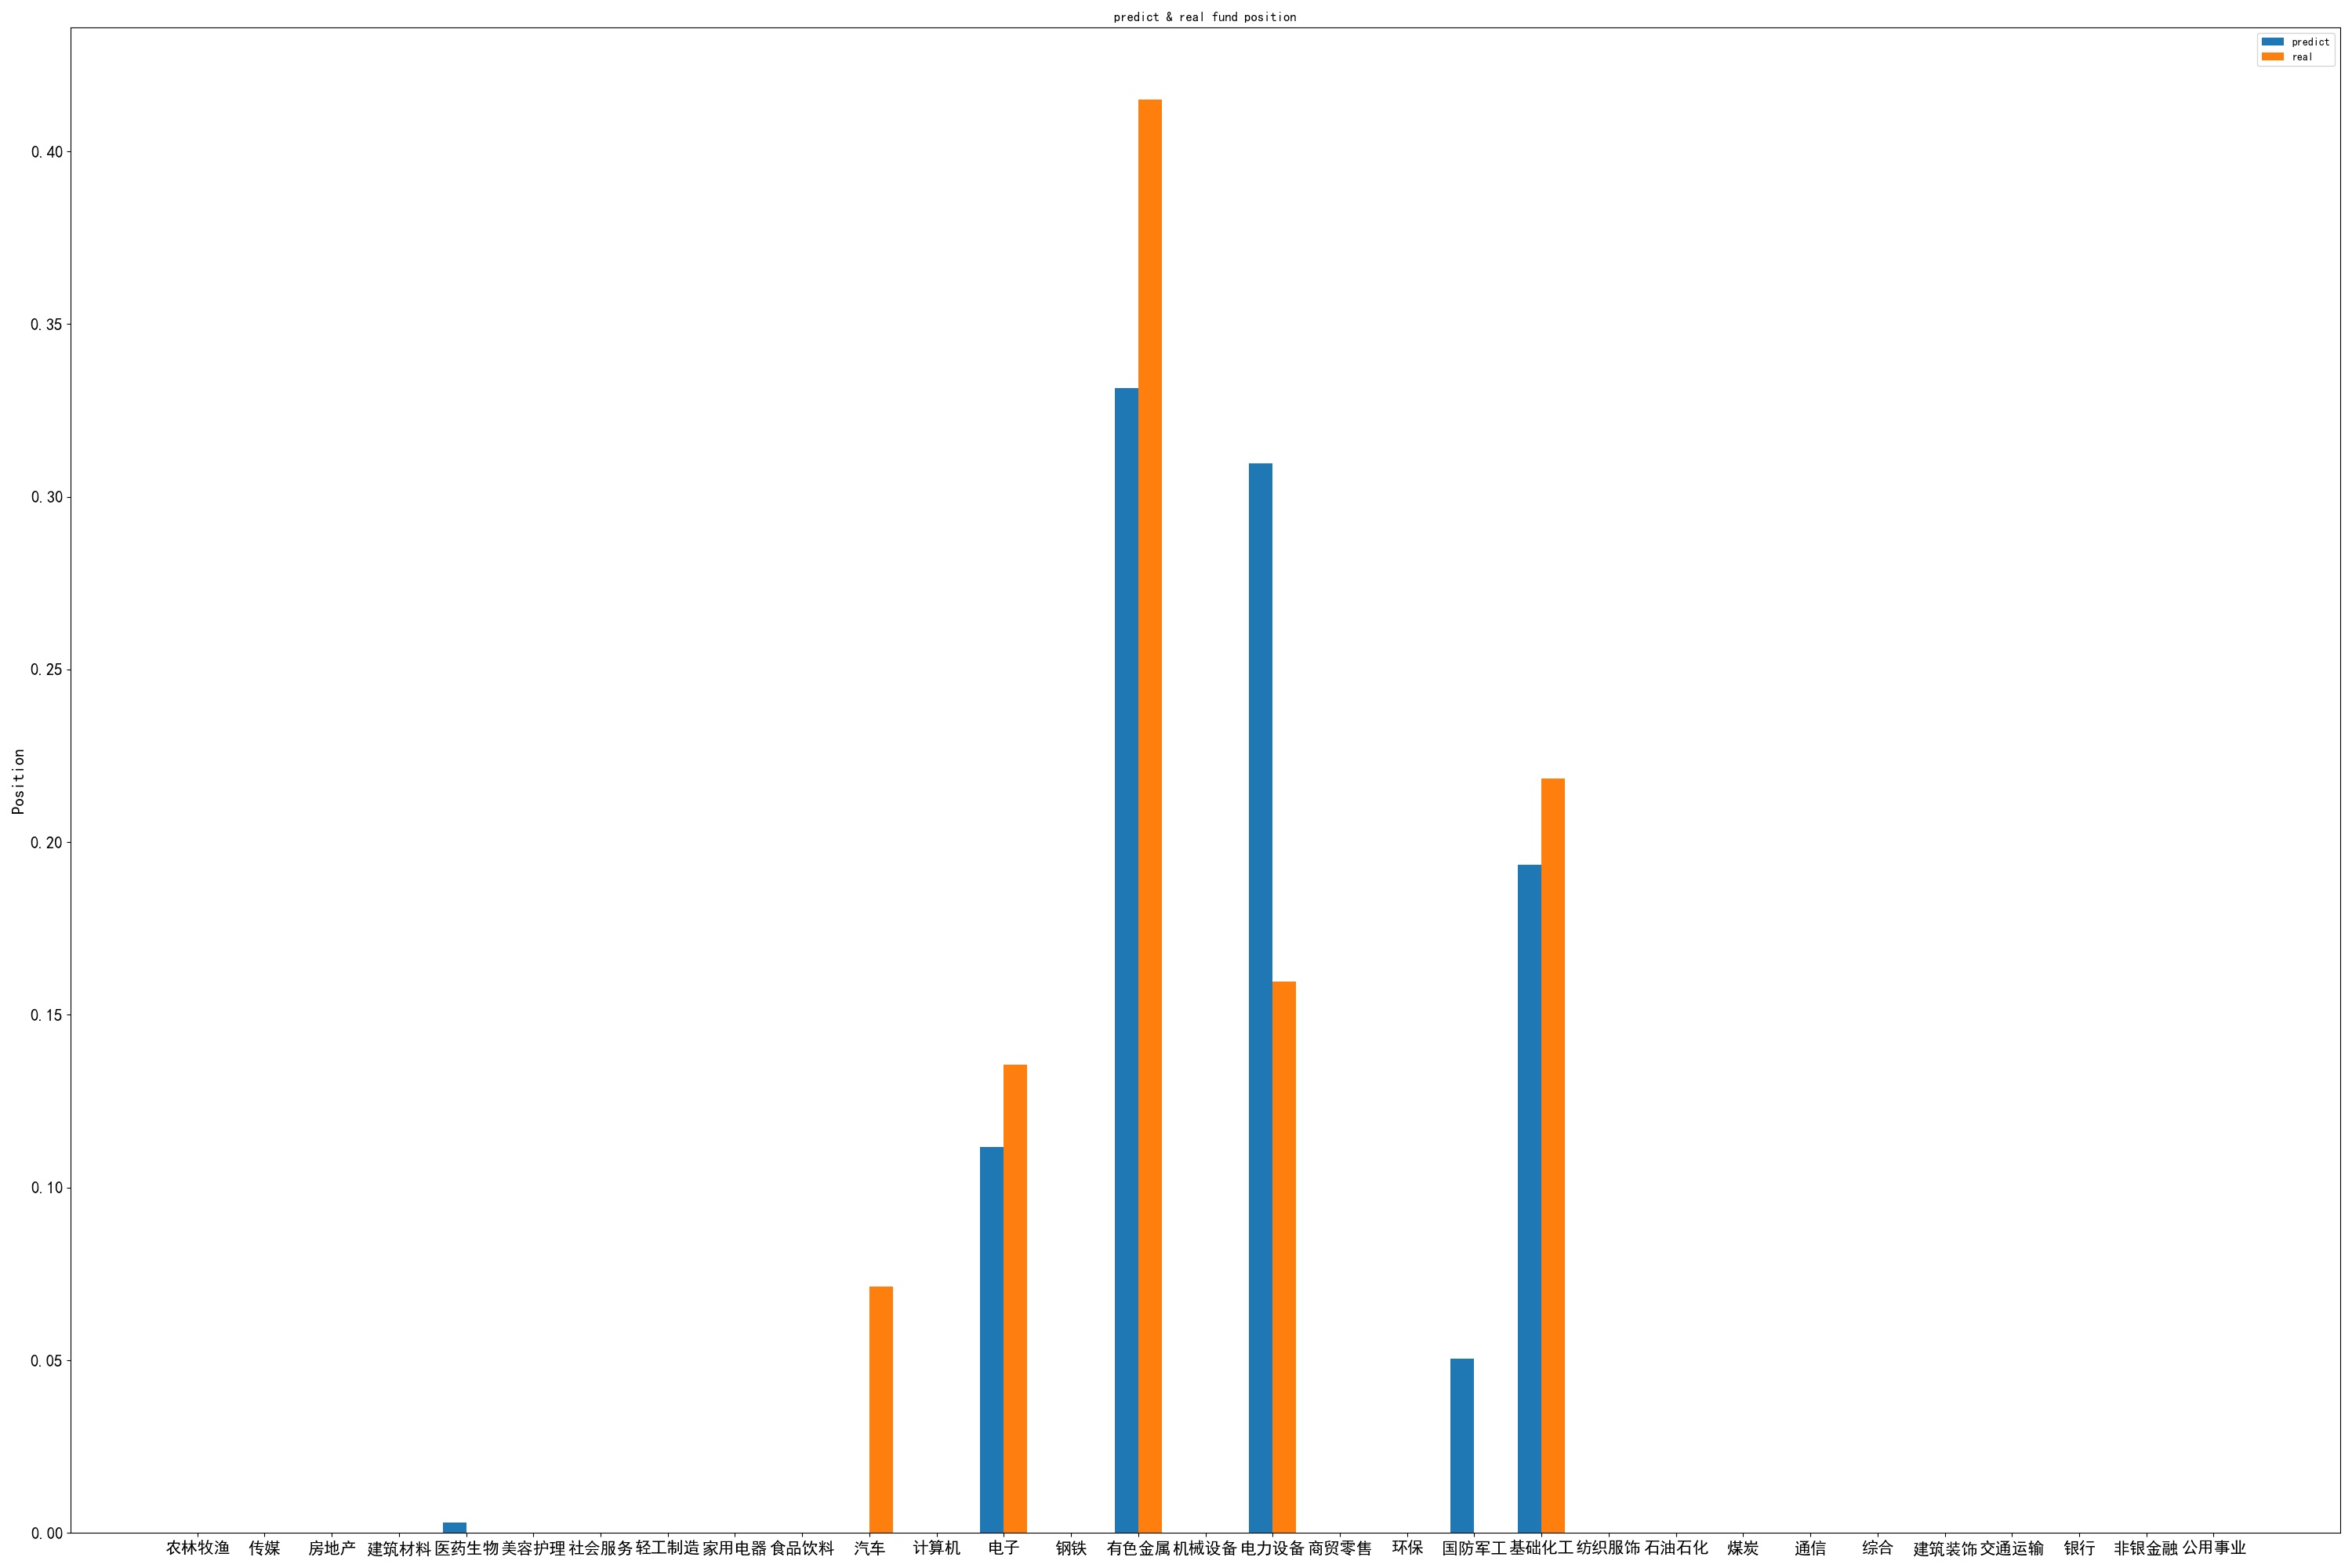 predict & real fund position
predict
real
0.40
0.35
0.30
0.25
0.20
0.15
0.10
0.05
0.00
Position
农林牧渔 传媒 房地产 建筑材料 医药生物 美容护理 社会服务 轻工制造 家用电器 食品饮料 汽车 计算机 电子 钢铁 有色金属 机械设备 电力设备 商贸零售 环保 国防军工 基础化工 纺织服饰 石油石化 煤炭 通信 综合 建筑装饰 交通运输 银行 非银金融 公用事业